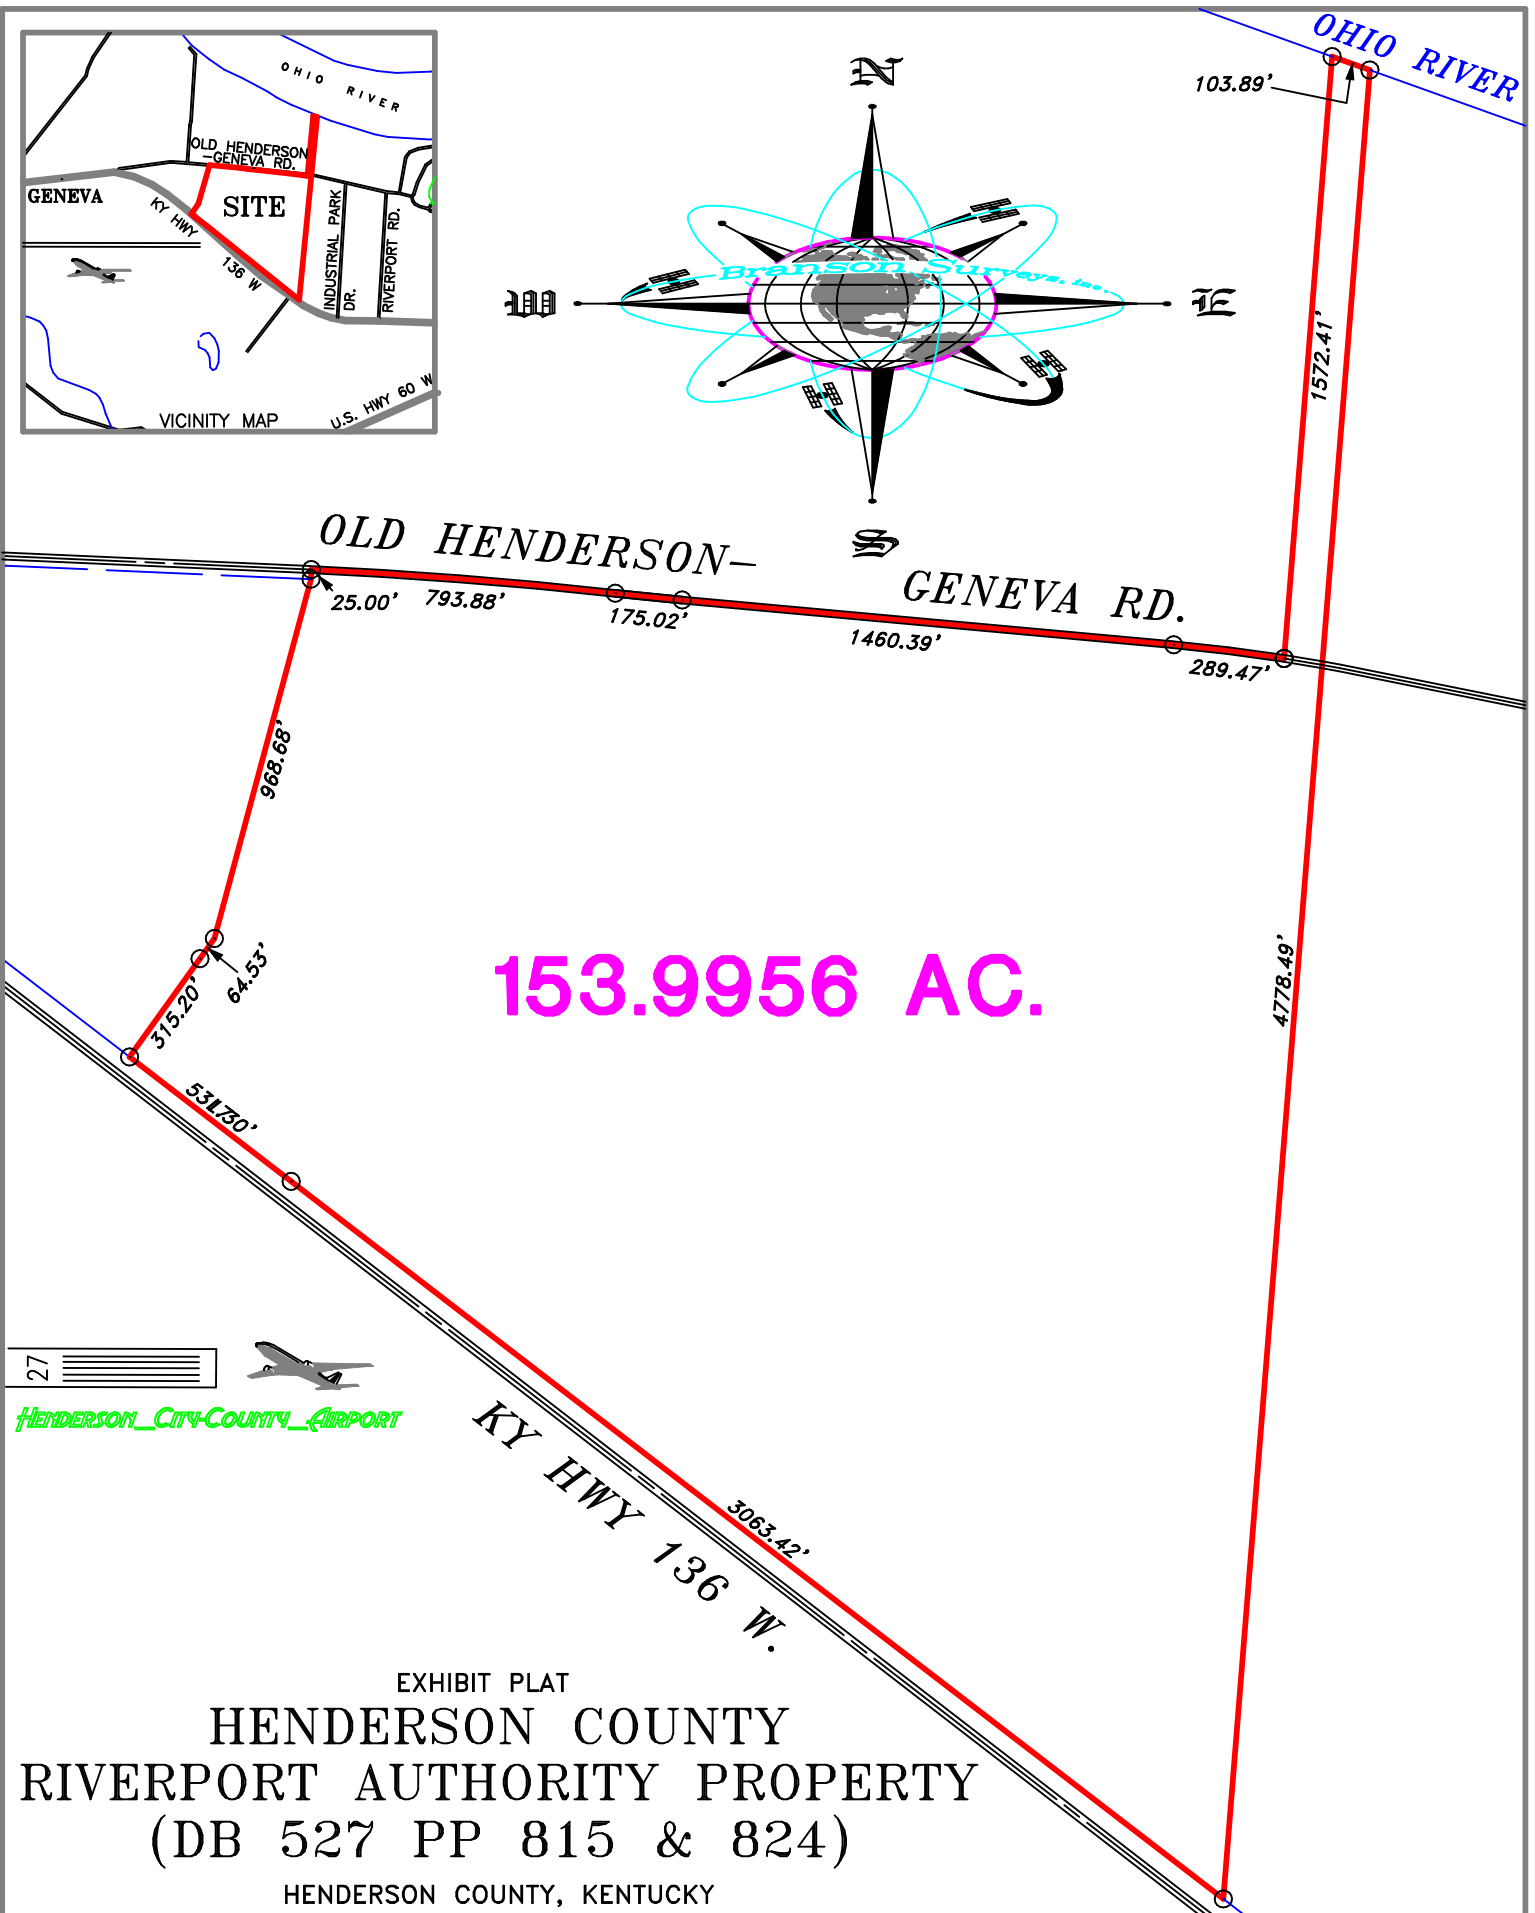 OHIO RIVER
OLD HENDERSON
-GENEVA RD.
GENEVA
SITE
KY HWY
136 W
INDUSTRIAL PARK
DR.
RIVERPORT RD.
U.S. HWY 60 W
VICINITY MAP
N
W
E
S
Branson Surveys, Inc.
OHIO RIVER
103.89'
1572.41'
OLD HENDERSON-
GENEVA RD.
25.00'
793.88'
175.02'
1460.39'
289.47'
968.68'
64.53'
315.20'
153.9956 AC.
4778.49'
27
HENDERSON_CITY-COUNTY_AIRPORT
KY HWY 136 W.
3063.42'
EXHIBIT PLAT
HENDERSON COUNTY
RIVERPORT AUTHORITY PROPERTY
(DB 527 PP 815 & 824)
HENDERSON COUNTY, KENTUCKY